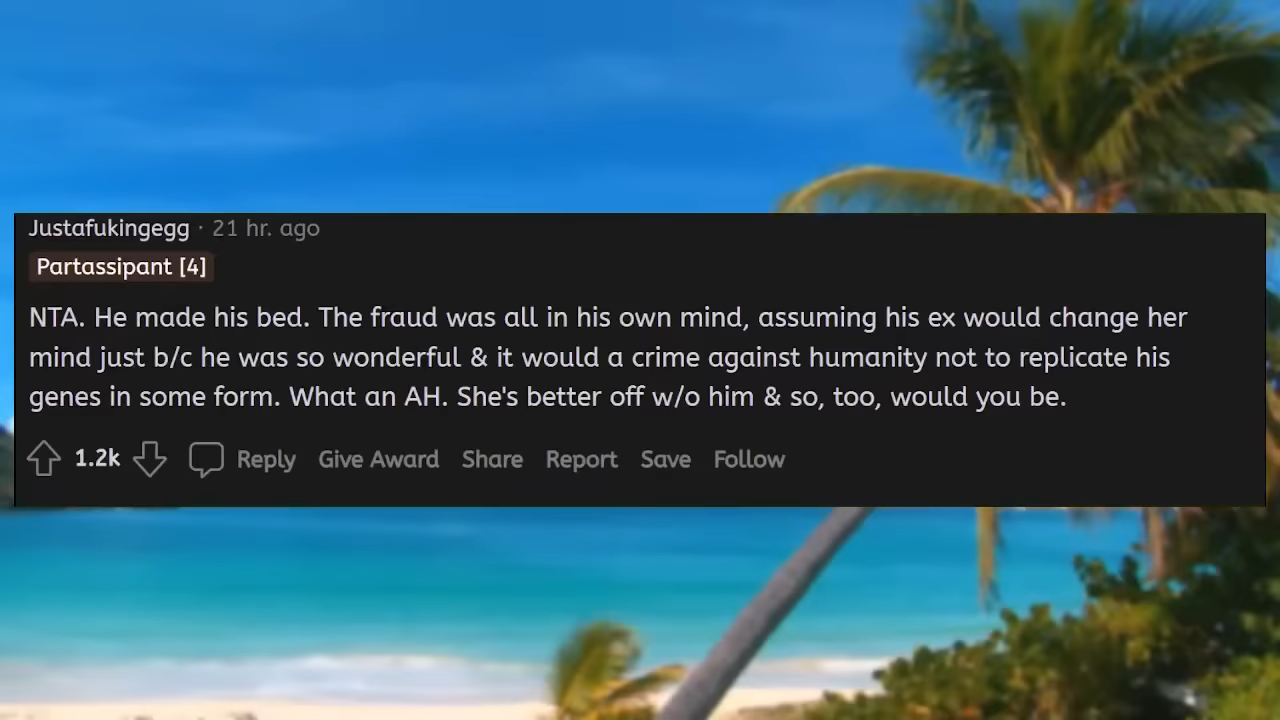 Justafukingegg · 21 hr. ago
Partassipant [4]
NTA. He made his bed. The fraud was all in his own mind, assuming his ex would change her
mind just b/c he was so wonderful & it would a crime against humanity not to replicate his
genes in some form. What an AH. She's better off w/o him & so, too, would you be.
1.2k Reply Give Award Share Report Save Follow